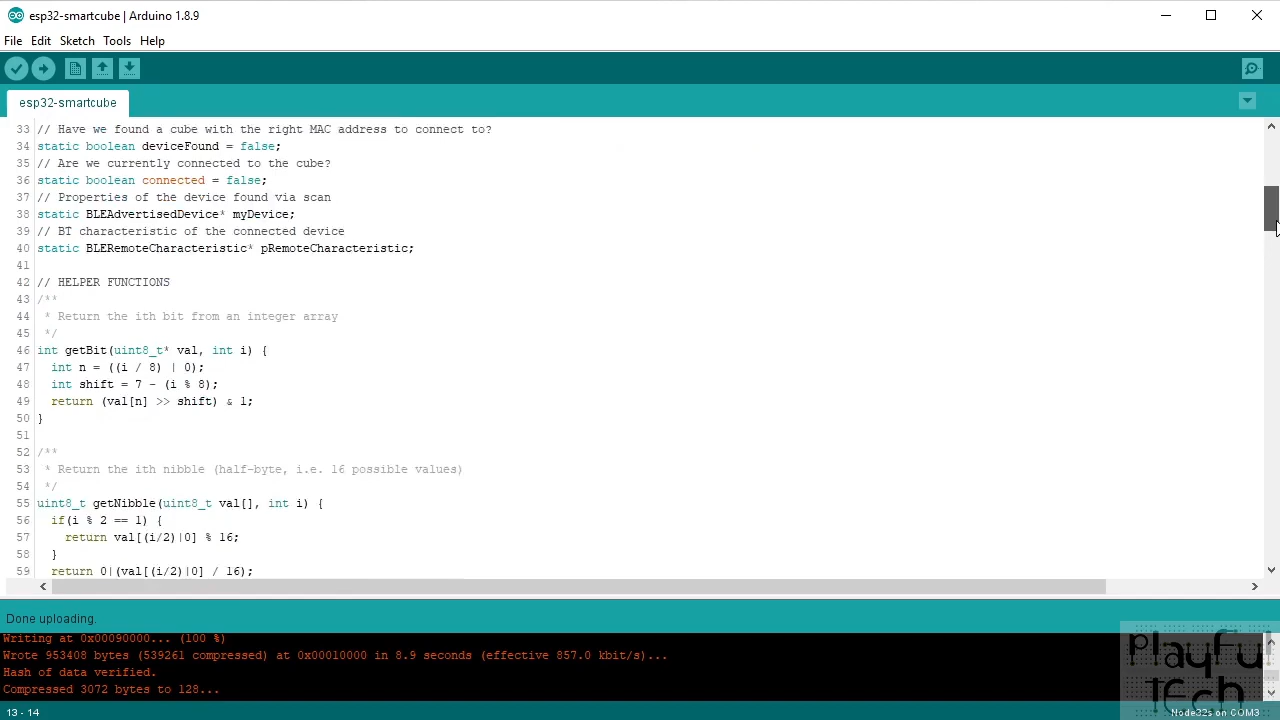 esp32-smartcube | Arduino 1.8.9
File Edit Sketch Tools Help
esp32-smartcube
33 // Have we found a cube with the right MAC address to connect to?
34 static boolean deviceFound = false;
35 // Are we currently connected to the cube?
36 static boolean connected = false;
37 // Properties of the device found via scan
38 static BLEAdvertisedDevice* myDevice;
39 // BT characteristic of the connected device
40 static BLERemoteCharacteristic* pRemoteCharacteristic;
41
42 // HELPER FUNCTIONS
43 /**
44 * Return the ith bit from an integer array
45 */
46 int getBit(uint8_t* val, int i) {
47 int n = ((i / 8) | 0);
48 int shift = 7 - (i % 8);
49 return (val[n] >> shift) & 1;
50 }
51
52 /**
53 * Return the ith nibble (half-byte, i.e. 16 possible values)
54 */
55 uint8_t getNibble(uint8_t val[], int i) {
56 if(i % 2 == 1) {
57 return val[(i/2)|0] % 16;
58 }
59 return 0|(val[(i/2)|0] / 16);
Done uploading.
Writing at 0x00090000... (100 %)
Wrote 953408 bytes (539261 compressed) at 0x00010000 in 8.9 seconds (effective 857.0 kbit/s)...
Hash of data verified.
Compressed 3072 bytes to 128...
Playful
Tech
13 - 14
Node32s on COM3